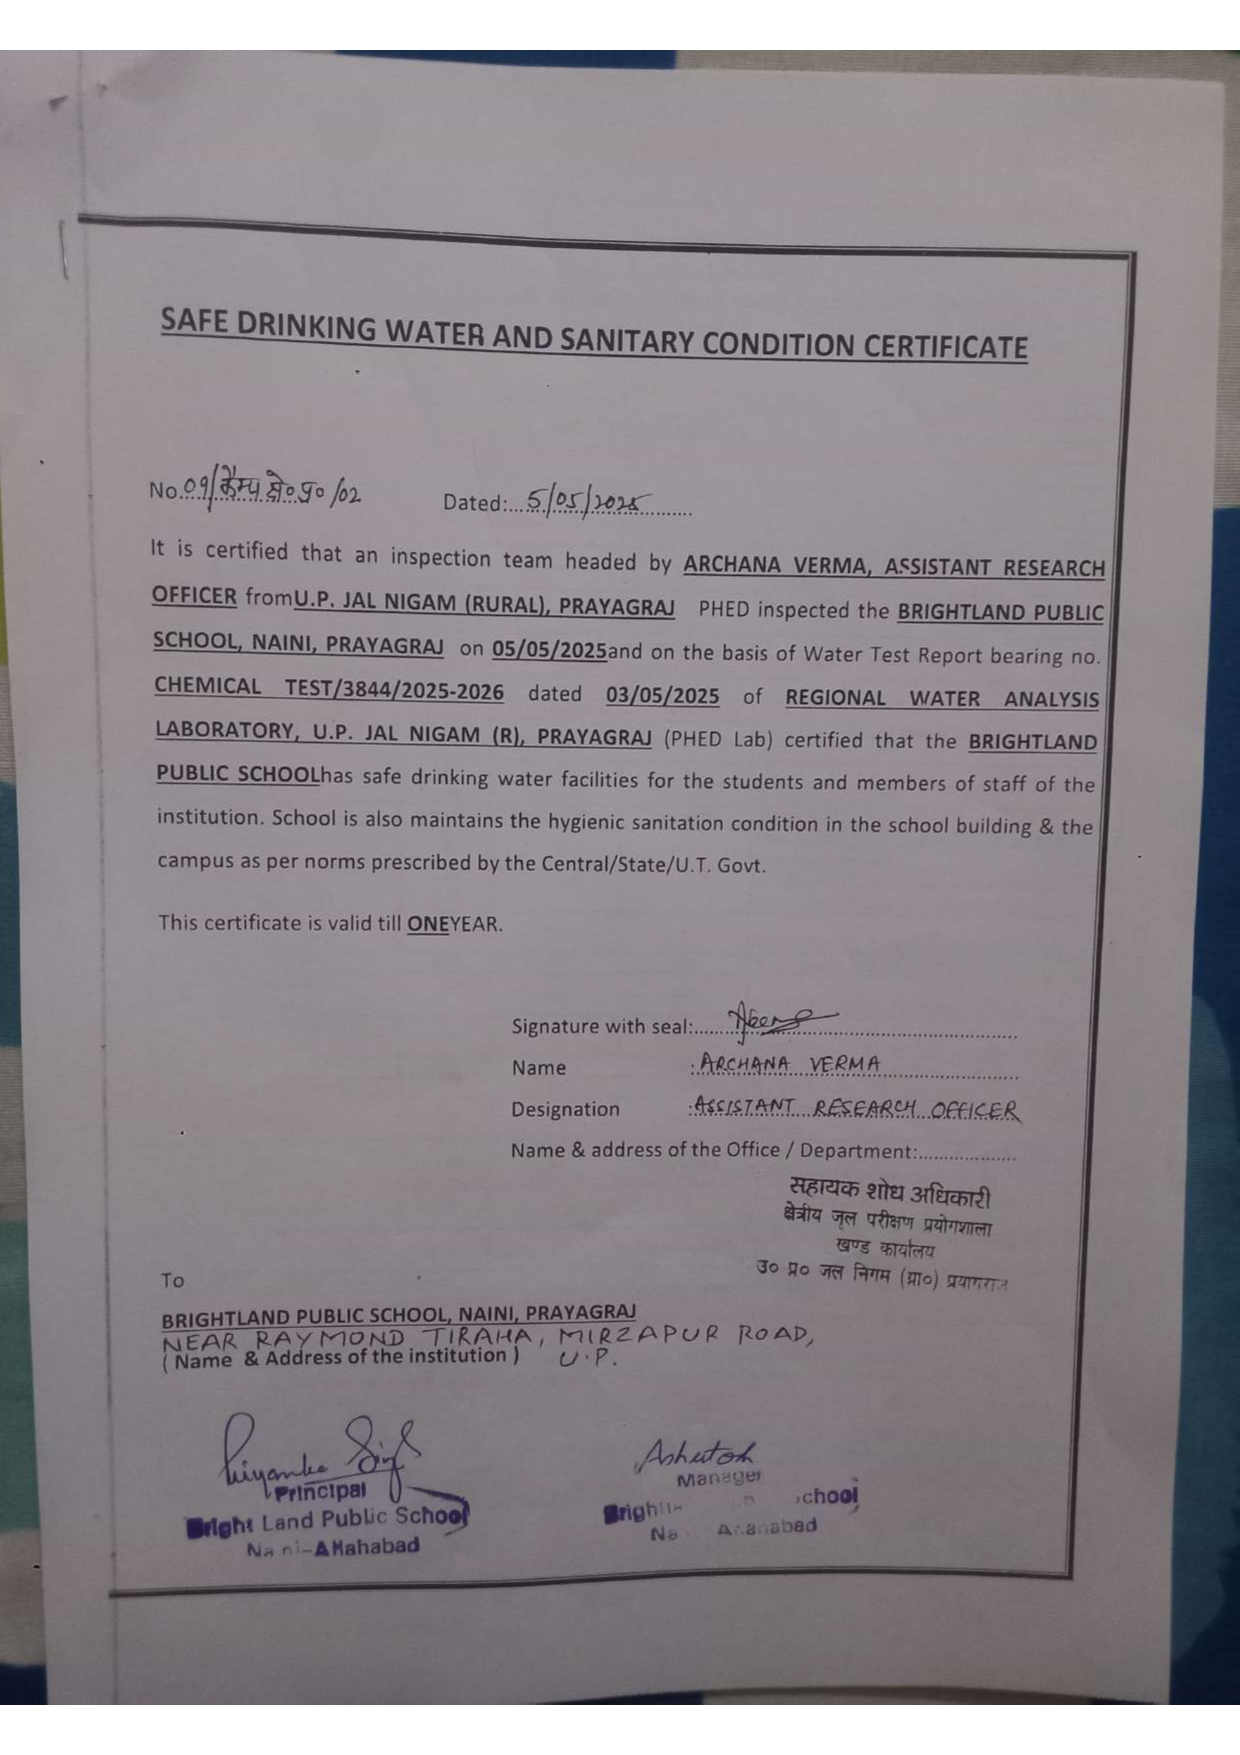 SAFE DRINKING WATER AND SANITARY CONDITION CERTIFICATE
No.09/कैम्प क्षे०प्र०/02 Dated:...5/05/2025...........
It is certified that an inspection team headed by ARCHANA VERMA, ASSISTANT RESEARCH
OFFICER fromU.P. JAL NIGAM (RURAL), PRAYAGRAJ PHED inspected the BRIGHTLAND PUBLIC
SCHOOL, NAINI, PRAYAGRAJ on 05/05/2025and on the basis of Water Test Report bearing no.
CHEMICAL TEST/3844/2025-2026 dated 03/05/2025 of REGIONAL WATER ANALYSIS
LABORATORY, U.P. JAL NIGAM (R), PRAYAGRAJ (PHED Lab) certified that the BRIGHTLAND
PUBLIC SCHOOLhas safe drinking water facilities for the students and members of staff of the
institution. School is also maintains the hygienic sanitation condition in the school building & the
campus as per norms prescribed by the Central/State/U.T. Govt.
This certificate is valid till ONEYEAR.
Signature with seal:
Name :ARCHANA VERMA
Designation :ASSISTANT RESEARCH OFFICER
Name & address of the Office / Department:...................
सहायक शोध अधिकारी
क्षेत्रीय जल परीक्षण प्रयोगशाला
खण्ड कार्यालय
उ० प्र० जल निगम (ग्रा०) प्रयागराज
To
BRIGHTLAND PUBLIC SCHOOL, NAINI, PRAYAGRAJ
NEAR RAYMOND TIRAHA, MIRZAPUR ROAD,
( Name & Address of the institution ) U.P.
Priyanka Singh Ashutosh
Principal Manager
Bright Land Public School
Naini-Allahabad